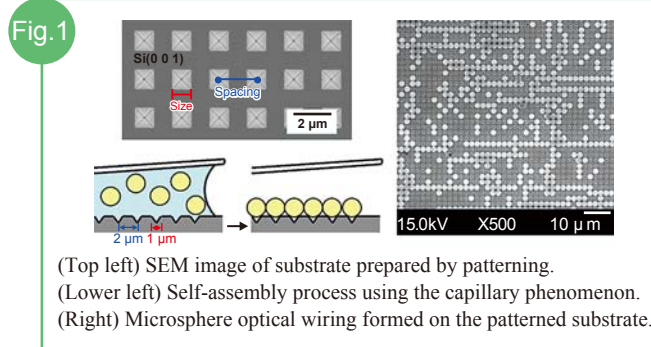 Fig.1
Si(0 0 1)
Spacing
Size
2 μm
2 μm
1 μm
15.0kV X500 10 μm
(Top left) SEM image of substrate prepared by patterning.
(Lower left) Self-assembly process using the capillary phenomenon.
(Right) Microsphere optical wiring formed on the patterned substrate.